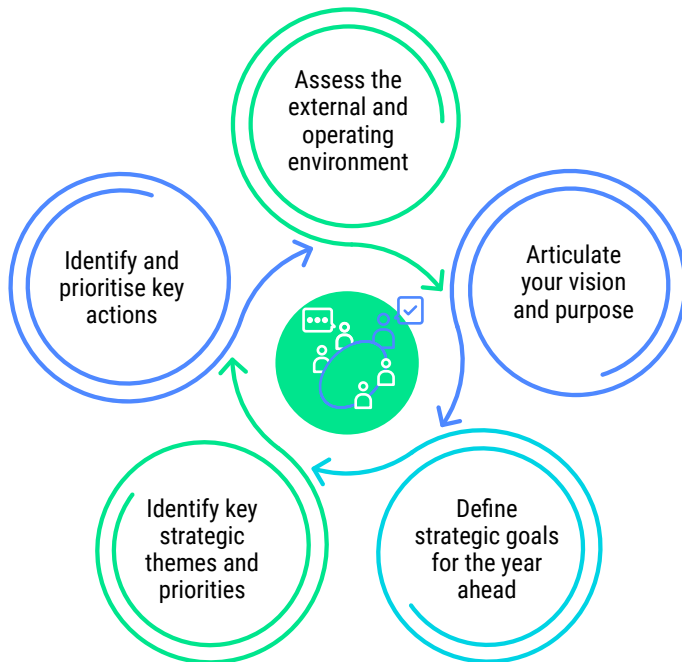 Assess the
external and
operating
environment
Articulate
your vision
and purpose
Define
strategic goals
for the year
ahead
Identify key
strategic
themes and
priorities
Identify and
prioritise key
actions